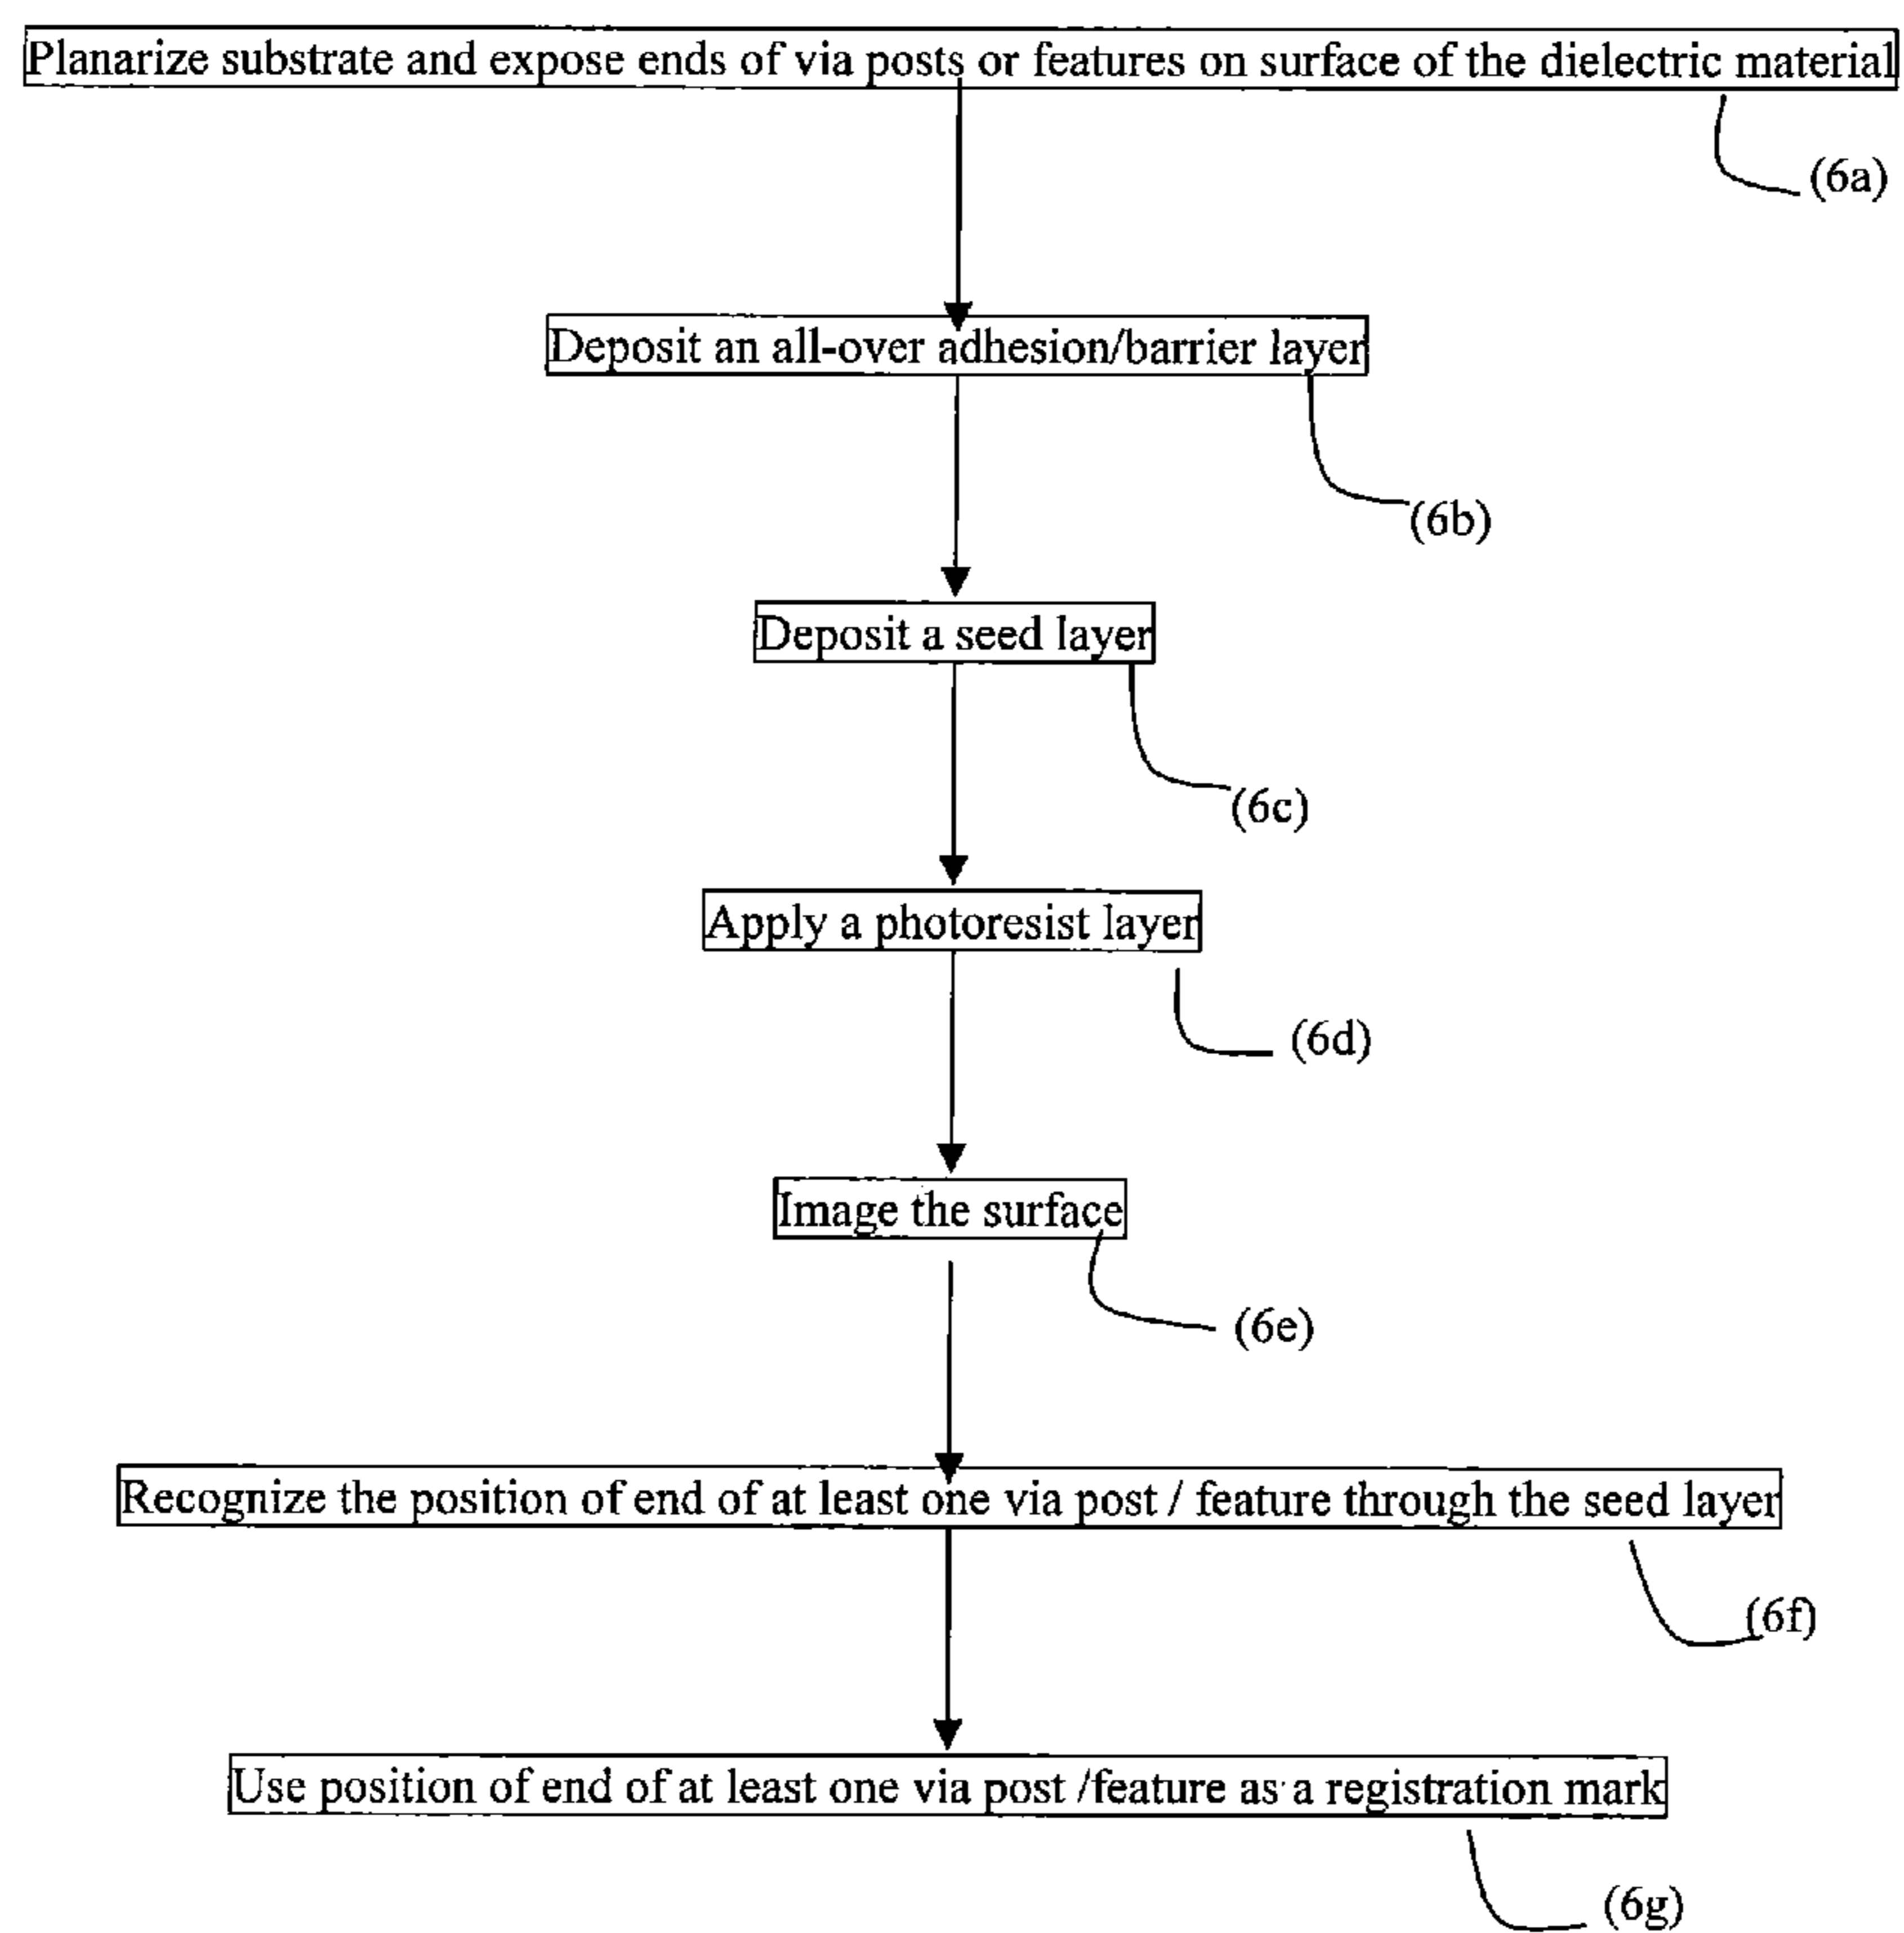 Planarize substrate and expose ends of via posts or features on surface of the dielectric material
(6a)
Deposit an all-over adhesion/barrier layer
(6b)
Deposit a seed layer
(6c)
Apply a photoresist layer
(6d)
Image the surface
(6e)
Recognize the position of end of at least one via post / feature through the seed layer
(6f)
Use position of end of at least one via post /feature as a registration mark
(6g)